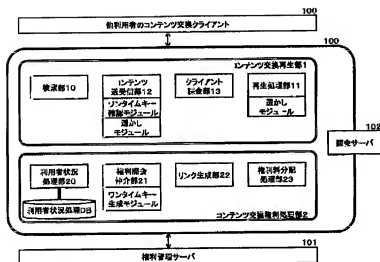 100
他利用者のコンテンツ交換クライアント
100
コンテンツ交換再生部1
検索部10
コンテンツ
送受信部12
ワンタイムキー
確認モジュール
透かし
モジュール
クライアント
課金部13
再生処理部11
透かし
モジュール
102
課金サーバ
利用者状況
処理部20
利用者状況処理DB
権利照会
仲介部21
ワンタイムキー
生成モジュール
リンク生成部22
権利料分配
処理部23
コンテンツ交換権利処理部2
101
権利管理サーバ